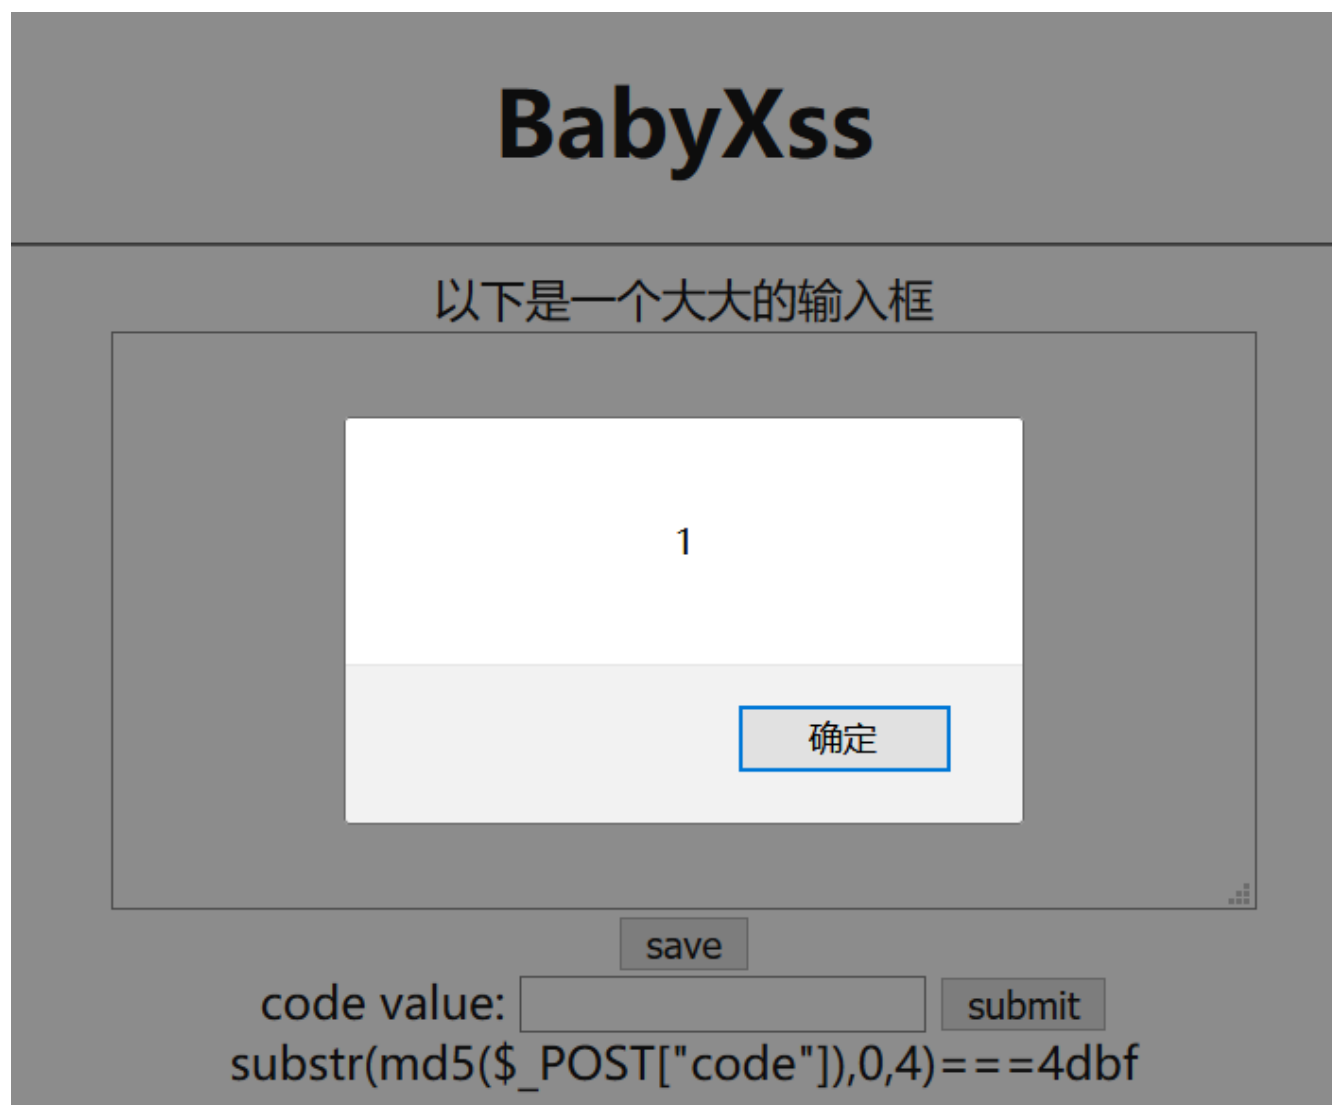 BabyXss
以下是一个大大的输入框
1
确定
save
code value: submit
substr(md5($_POST["code"]),0,4)===4dbf